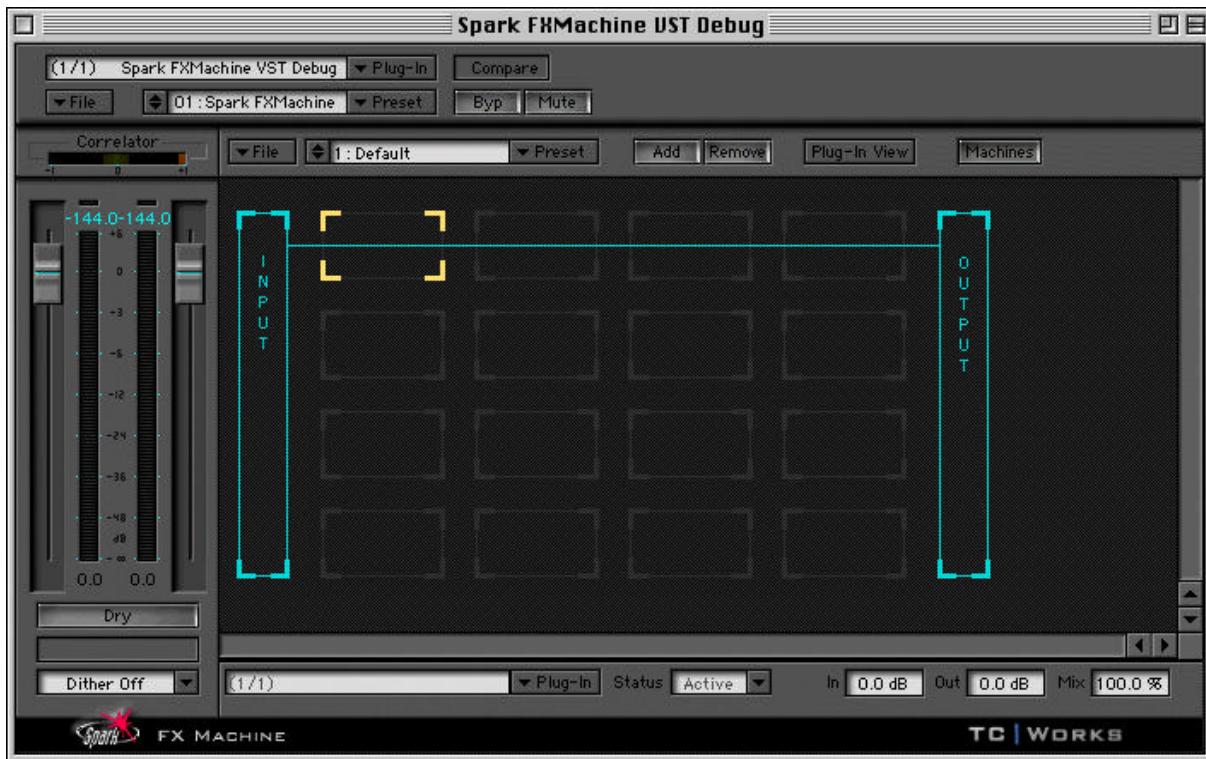 Spark FXMachine VST Debug
(1/1) Spark FXMachine VST Debug Plug-In Compare
File 01 : Spark FXMachine Preset Byp Mute
Correlator
-1 0 +1
File 1 : Default Preset Add Remove Plug-In View Machines
-144.0 -144.0
+6
0
-3
-6
-12
-24
-36
-48
dB
-∞
0.0 0.0
INPUT
OUTPUT
Dry
Dither Off
(1/1) Plug-In Status Active In 0.0 dB Out 0.0 dB Mix 100.0 %
Spark FX MACHINE
TC | WORKS